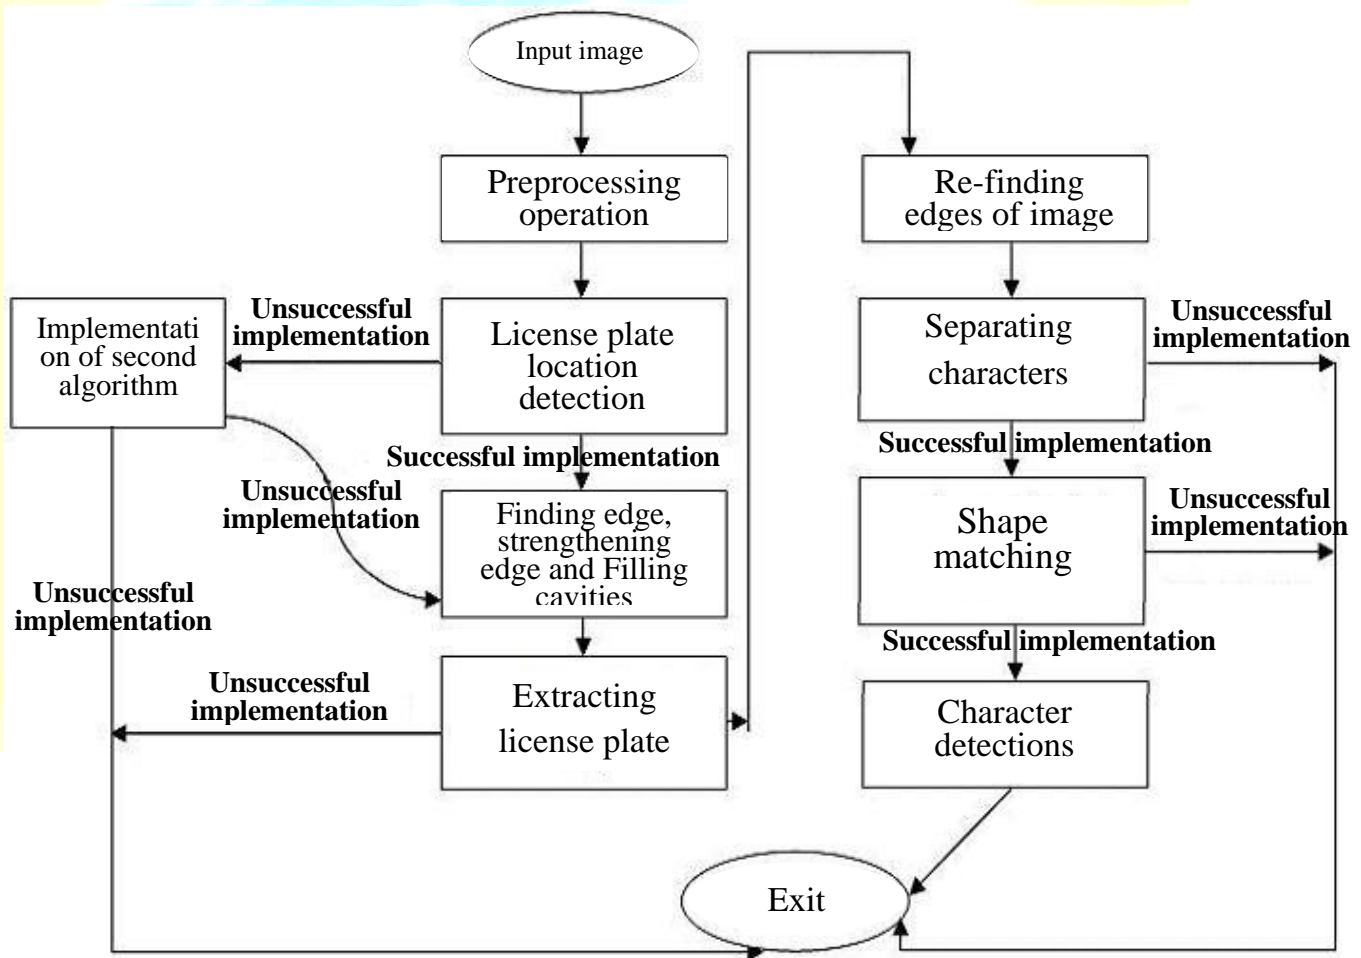 Input image
Preprocessing
operation
License plate
location
detection
Unsuccessful
implementation
Implementati
on of second
algorithm
Successful implementation
Unsuccessful
implementation
Finding edge,
strengthening
edge and Filling
cavities
Unsuccessful
implementation
Unsuccessful
implementation
Extracting
license plate
Re-finding
edges of image
Separating
characters
Unsuccessful
implementation
Successful implementation
Shape
matching
Unsuccessful
implementation
Successful implementation
Character
detections
Exit